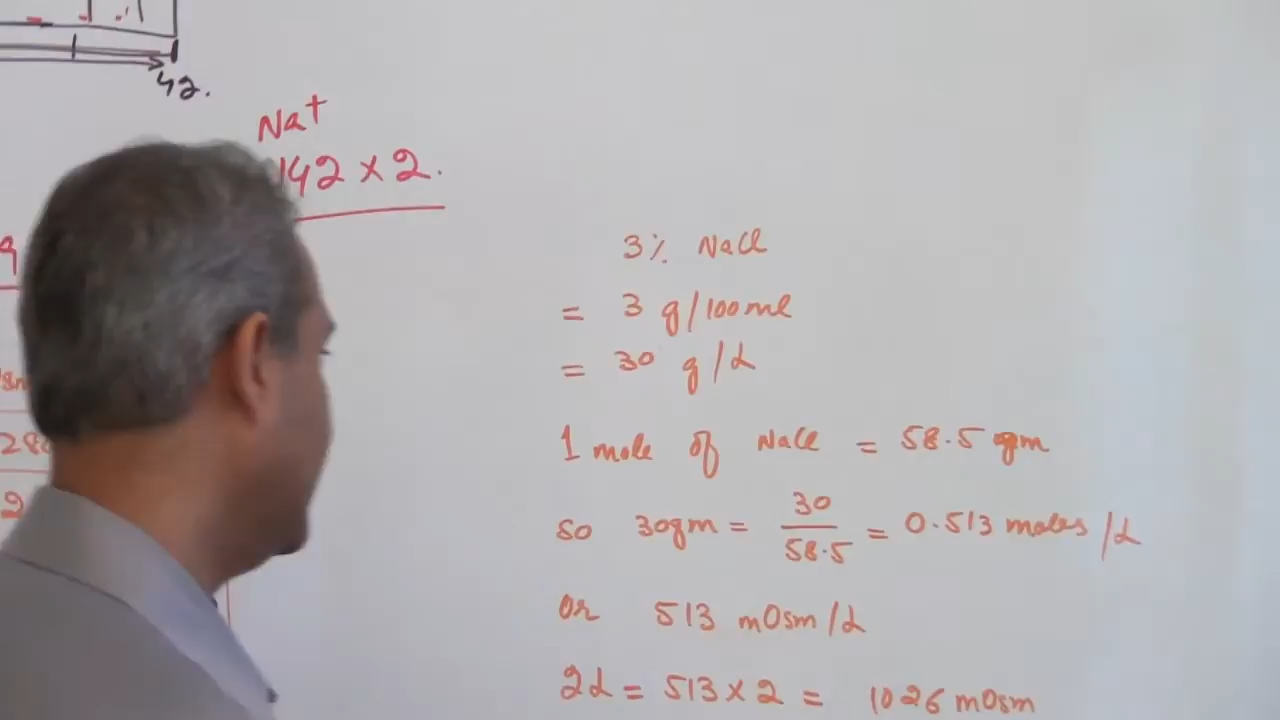 42.
Na+
142 × 2.
3% NaCl
= 3 g/100ml
= 30 g/L
1 mole of NaCl = 58.5 gm
so 30gm = 30/58.5 = 0.513 moles/L
or 513 mOsm/L
2L = 513 × 2 = 1026 mOsm